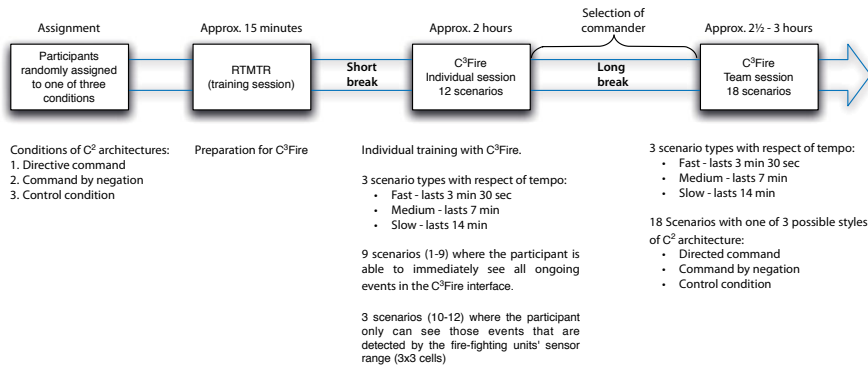 Assignment
Participants
randomly assigned
to one of three
conditions
Approx. 15 minutes
RTMTR
(training session)
Short
break
Approx. 2 hours
C³Fire
Individual session
12 scenarios
Selection of
commander
Long
break
Approx. 2½ - 3 hours
C³Fire
Team session
18 scenarios
Conditions of C² architectures:
1. Directive command
2. Command by negation
3. Control condition
Preparation for C³Fire
Individual training with C³Fire.
3 scenario types with respect of tempo:
• Fast - lasts 3 min 30 sec
• Medium - lasts 7 min
• Slow - lasts 14 min
9 scenarios (1-9) where the participant is
able to immediately see all ongoing
events in the C³Fire interface.
3 scenarios (10-12) where the participant
only can see those events that are
detected by the fire-fighting units' sensor
range (3x3 cells)
3 scenario types with respect of tempo:
• Fast - lasts 3 min 30 sec
• Medium - lasts 7 min
• Slow - lasts 14 min
18 Scenarios with one of 3 possible styles
of C² architecture:
• Directed command
• Command by negation
• Control condition